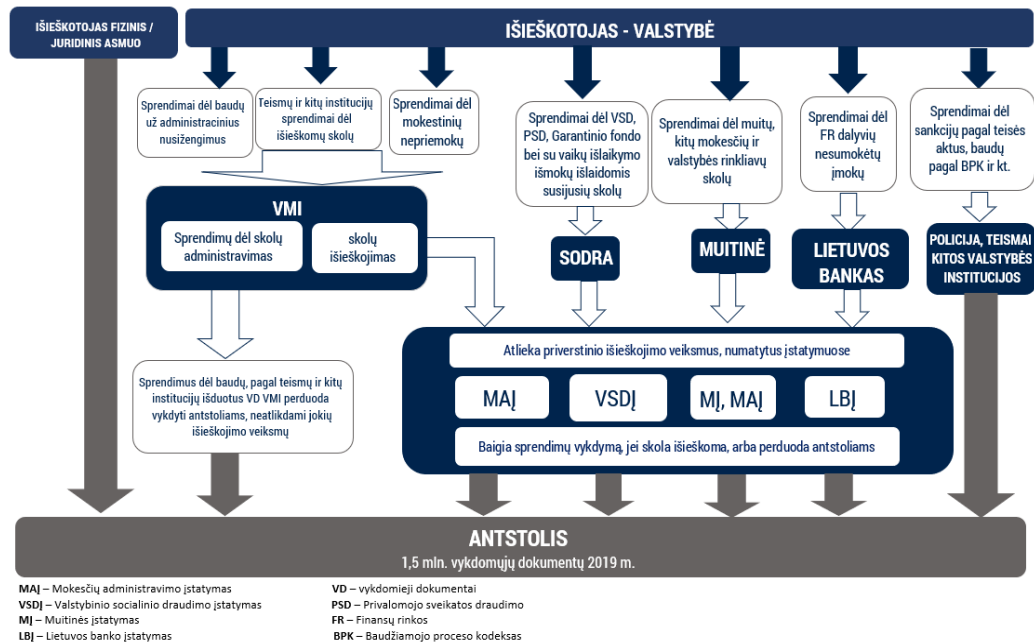 IŠIEŠKOTOJAS FIZINIS /
JURIDINIS ASMUO
IŠIEŠKOTOJAS - VALSTYBĖ
Sprendimai dėl baudų
už administracinius
nusižengimus
Teismų ir kitų institucijų
sprendimai dėl
išieškomų skolų
Sprendimai dėl
mokestinių
nepriemokų
Sprendimai dėl VSD,
PSD, Garantinio fondo
bei su vaikų išlaikymo
išmokų išlaidomis
susijusių skolų
Sprendimai dėl muitų,
kitų mokesčių ir
valstybės rinkliavų
skolų
Sprendimai dėl
FR dalyvių
nesumokėtų
įmokų
Sprendimai dėl
sankcijų pagal teisės
aktus, baudų
pagal BPK ir kt.
VMI
Sprendimų dėl skolų
administravimas
skolų
išieškojimas
SODRA
MUITINĖ
LIETUVOS
BANKAS
POLICIJA, TEISMAI
KITOS VALSTYBĖS
INSTITUCIJOS
Sprendimus dėl baudų, pagal teismų ir kitų
institucijų išduotus VD VMI perduoda
vykdyti antstoliams, neatlikdami jokių
išieškojimo veiksmų
Atlieka priverstinio išieškojimo veiksmus, numatytus įstatymuose
MAĮ
VSDĮ
MĮ, MAĮ
LBĮ
Baigia sprendimų vykdymą, jei skola išieškoma, arba perduoda antstoliams
ANTSTOLIS
1,5 mln. vykdomųjų dokumentų 2019 m.
MAĮ – Mokesčių administravimo įstatymas
VSDĮ – Valstybinio socialinio draudimo įstatymas
MĮ – Muitinės įstatymas
LBĮ – Lietuvos banko įstatymas
VD – vykdomieji dokumentai
PSD – Privalomojo sveikatos draudimo
FR – Finansų rinkos
BPK – Baudžiamojo proceso kodeksas